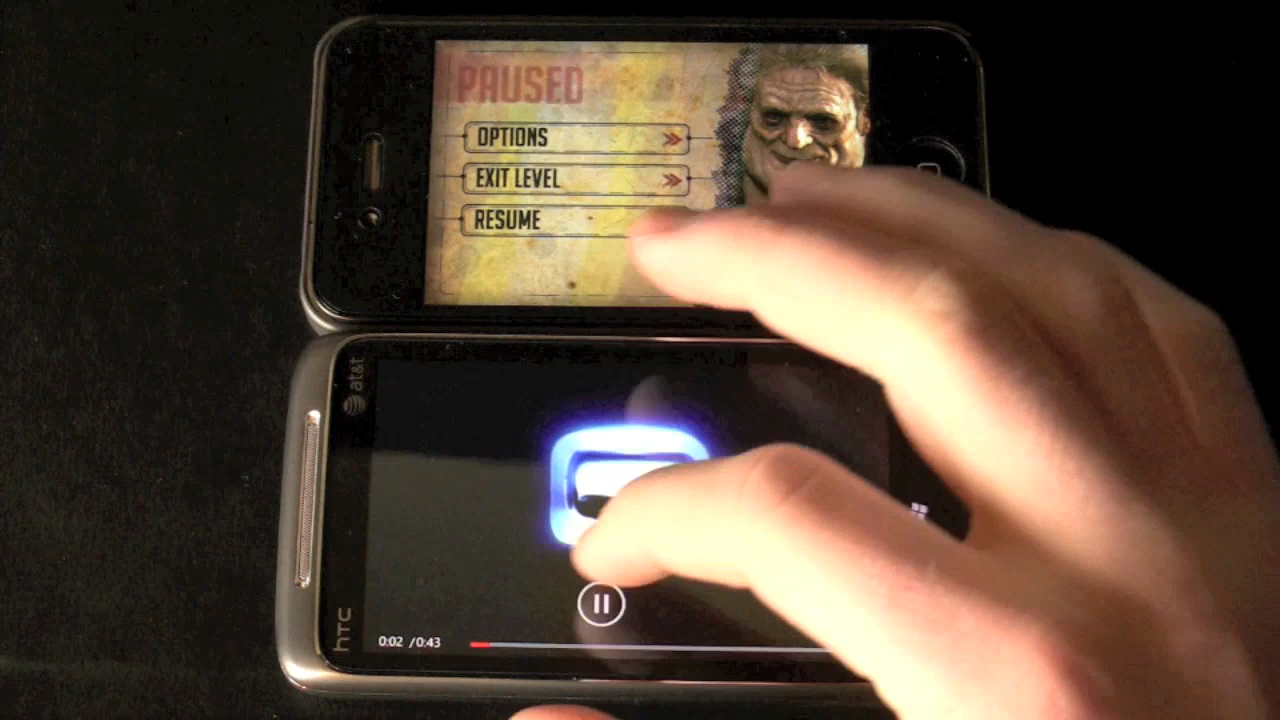 PAUSED
OPTIONS
EXIT LEVEL
RESUME
at&t
hTC
0:02 /0:43